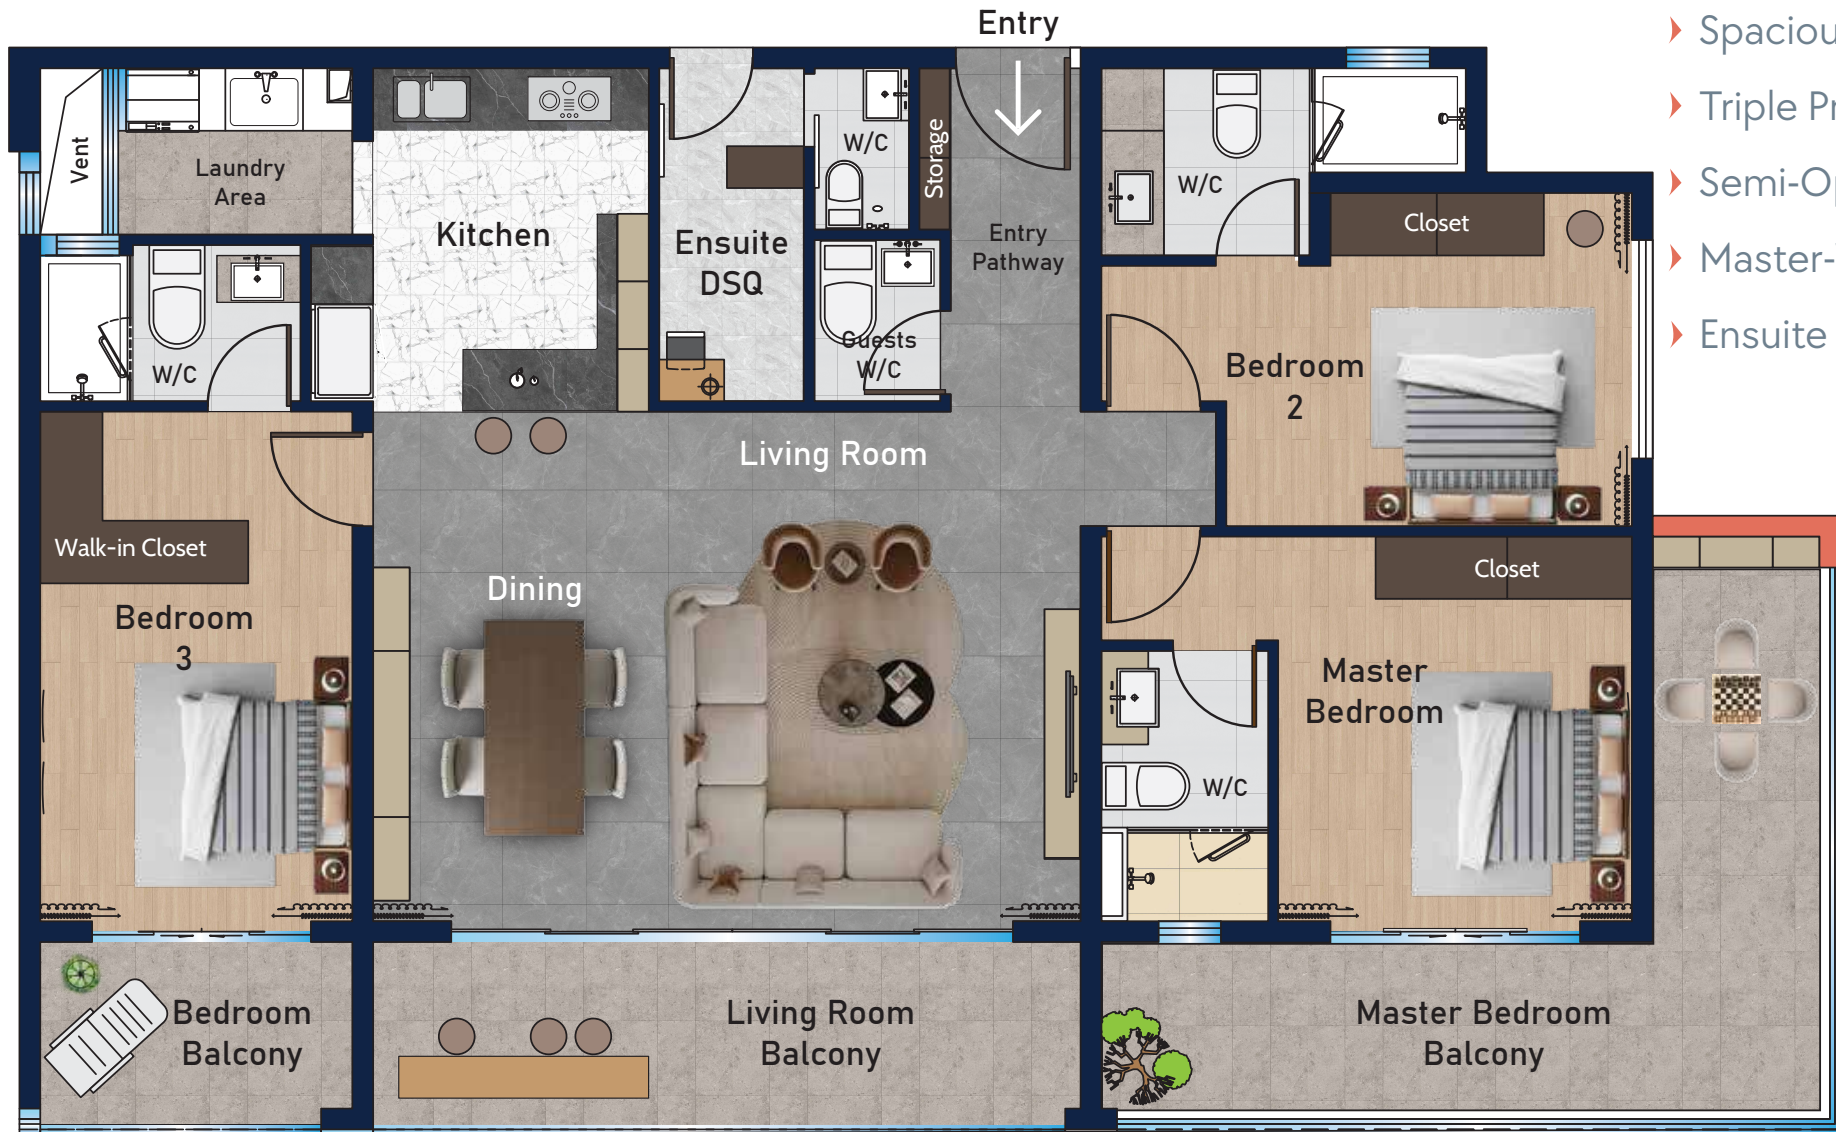 Entry
Spaciou
Triple Pr
Semi-Op
Master-
Ensuite
Vent
Laundry
Area
Kitchen
Ensuite
DSQ
W/C
Storage
Entry
Pathway
W/C
Closet
Guests
W/C
W/C
Bedroom
2
Living Room
Walk-in Closet
Dining
Closet
Bedroom
3
Master
Bedroom
W/C
Bedroom
Balcony
Living Room
Balcony
Master Bedroom
Balcony